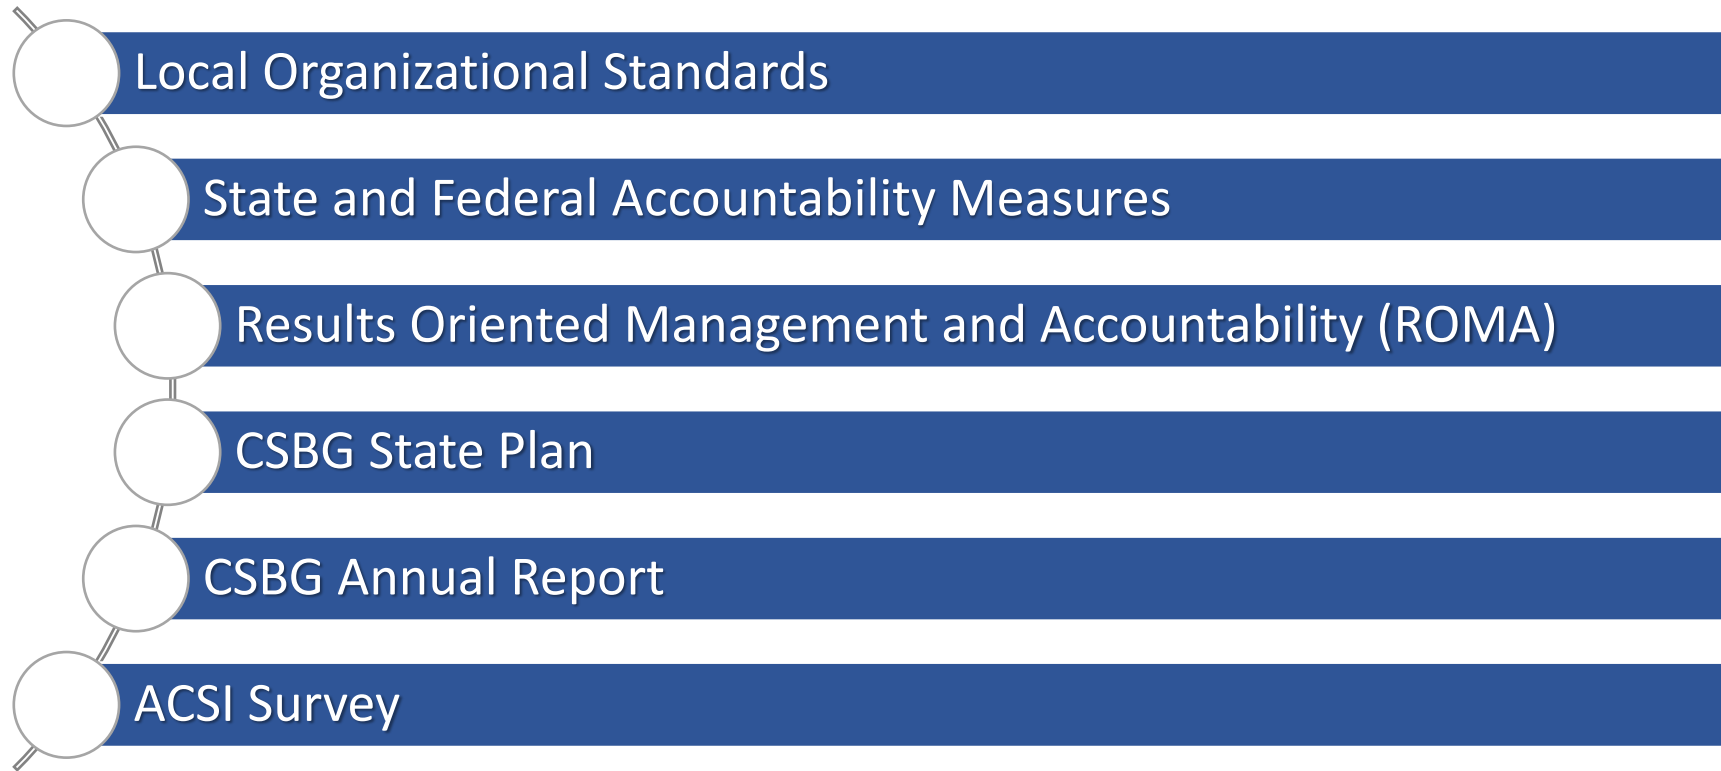 Local Organizational Standards
State and Federal Accountability Measures
Results Oriented Management and Accountability (ROMA)
CSBG State Plan
CSBG Annual Report
ACSI Survey